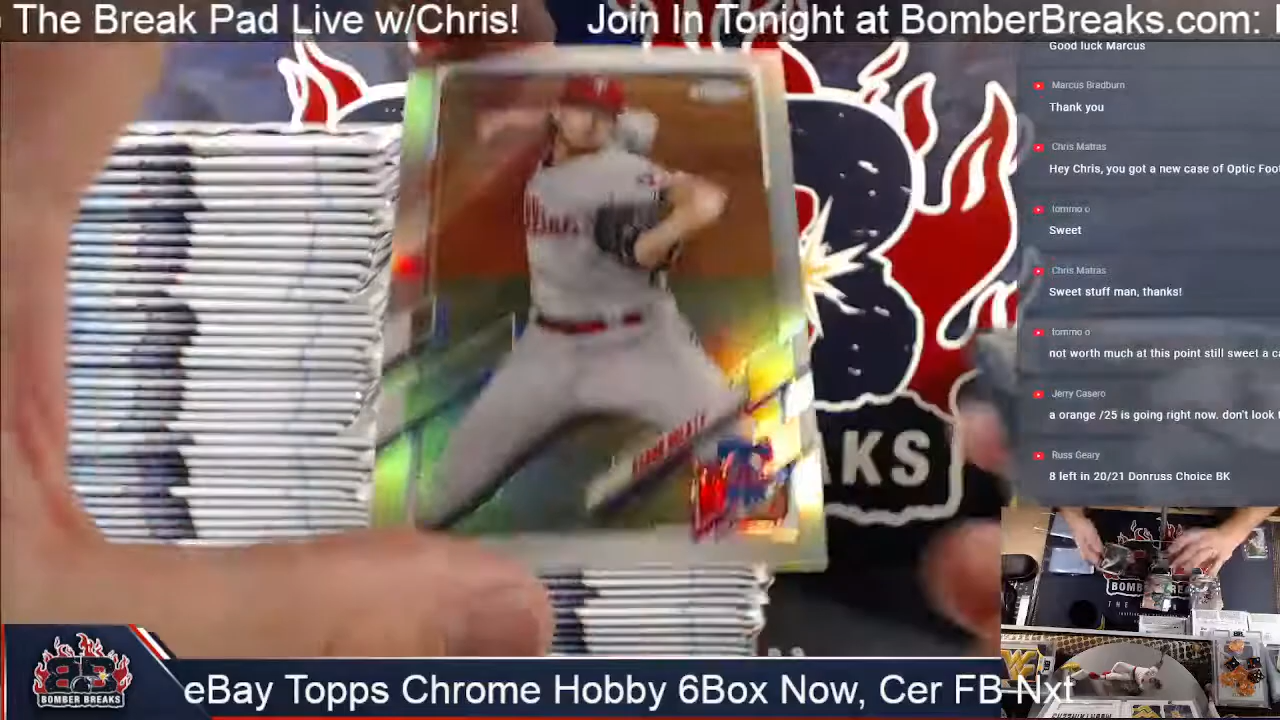 The Break Pad Live w/Chris!
Join In Tonight at BomberBreaks.com:
Good luck Marcus
Marcus Bradburn
Thank you
Chris Matras
Hey Chris, you got a new case of Optic Foo
tommo o
Sweet
Chris Matras
Sweet stuff man, thanks!
tommo o
not worth much at this point still sweet a ca
Jerry Casero
a orange /25 is going right now. don't look
Russ Geary
8 left in 20/21 Donruss Choice BK
AKS
BOMBER BREAKS
eBay Topps Chrome Hobby 6Box Now, Cer FB Nxt